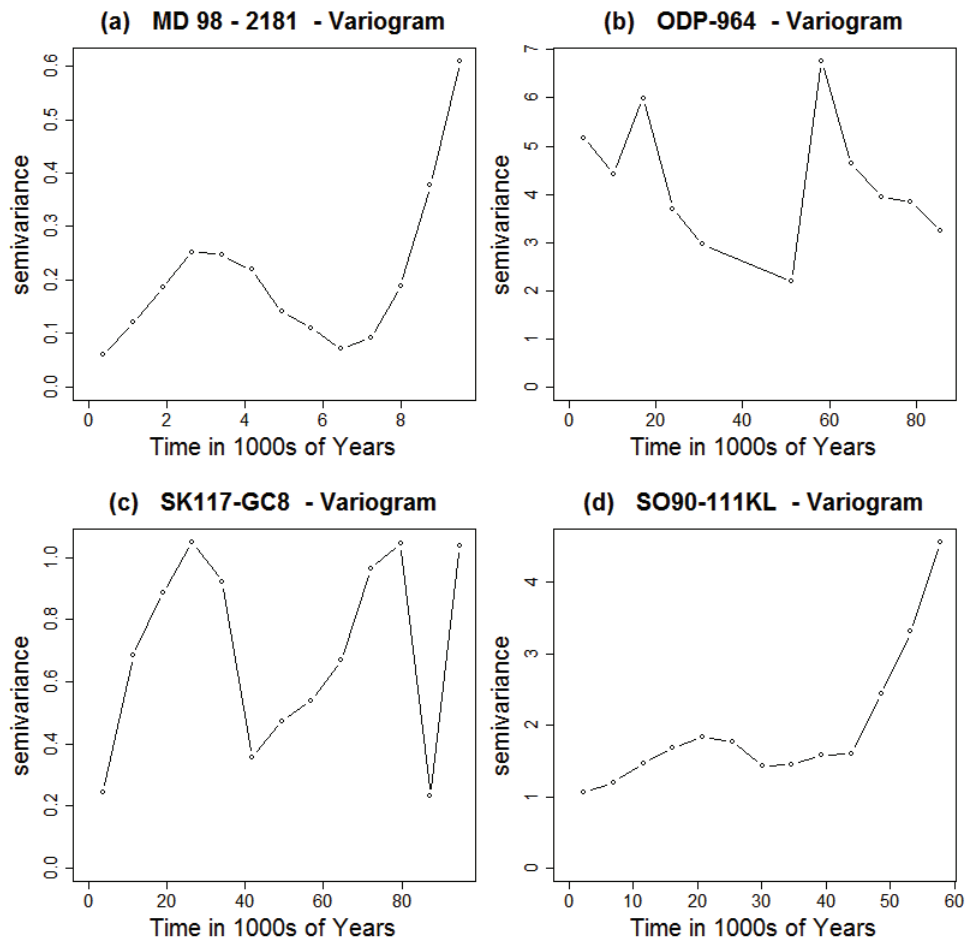 (a) MD 98 - 2181 - Variogram
semivariance
0.0 0.1 0.2 0.3 0.4 0.5 0.6
0 2 4 6 8
Time in 1000s of Years
(b) ODP-964 - Variogram
semivariance
0 1 2 3 4 5 6 7
0 20 40 60 80
Time in 1000s of Years
(c) SK117-GC8 - Variogram
semivariance
0.0 0.2 0.4 0.6 0.8 1.0
0 20 40 60 80
Time in 1000s of Years
(d) SO90-111KL - Variogram
semivariance
0 1 2 3 4
0 10 20 30 40 50 60
Time in 1000s of Years